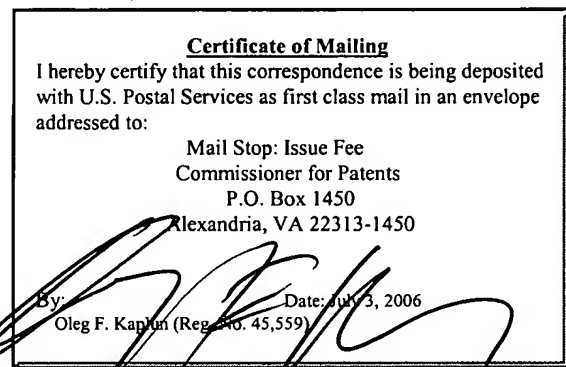 Certificate of Mailing
I hereby certify that this correspondence is being deposited
with U.S. Postal Services as first class mail in an envelope
addressed to:
Mail Stop: Issue Fee
Commissioner for Patents
P.O. Box 1450
Alexandria, VA 22313-1450
By: Date: July 3, 2006
Oleg F. Kaplun (Reg. No. 45,559)